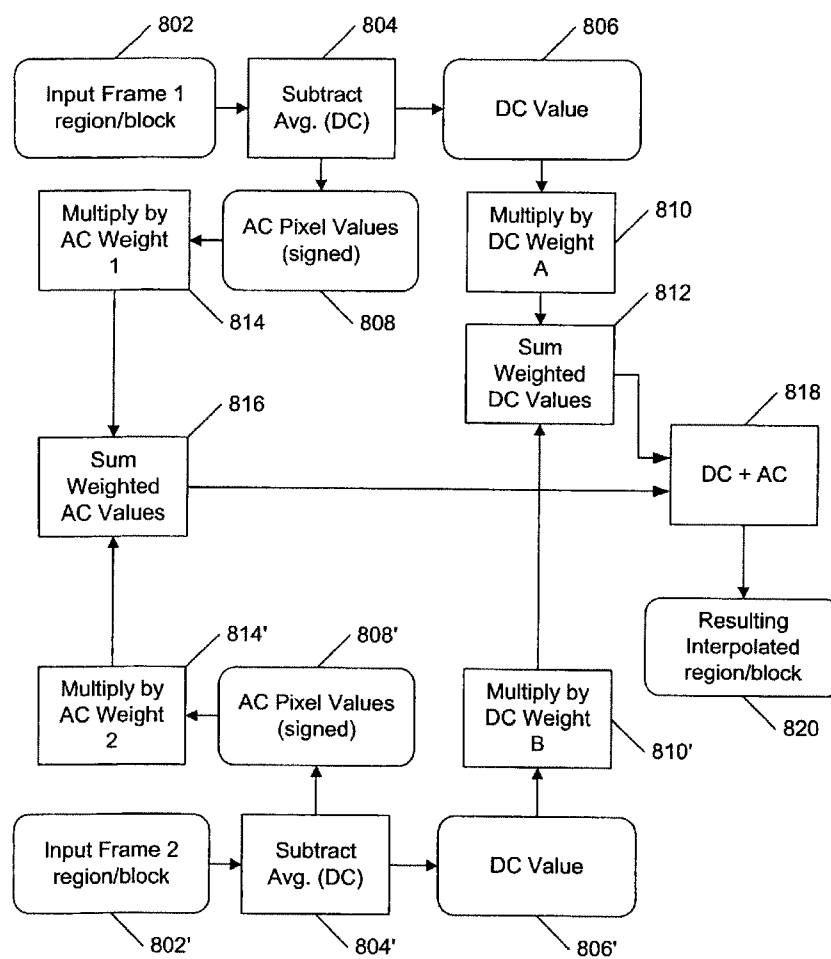 802
804
806
Input Frame 1
region/block
Subtract
Avg. (DC)
DC Value
Multiply by
AC Weight
1
AC Pixel Values
(signed)
Multiply by
DC Weight
A
810
814
808
812
Sum
Weighted
DC Values
816
818
Sum
Weighted
AC Values
DC + AC
814'
808'
Resulting
Interpolated
region/block
Multiply by
AC Weight
2
AC Pixel Values
(signed)
Multiply by
DC Weight
B
820
810'
Input Frame 2
region/block
Subtract
Avg. (DC)
DC Value
802'
804'
806'